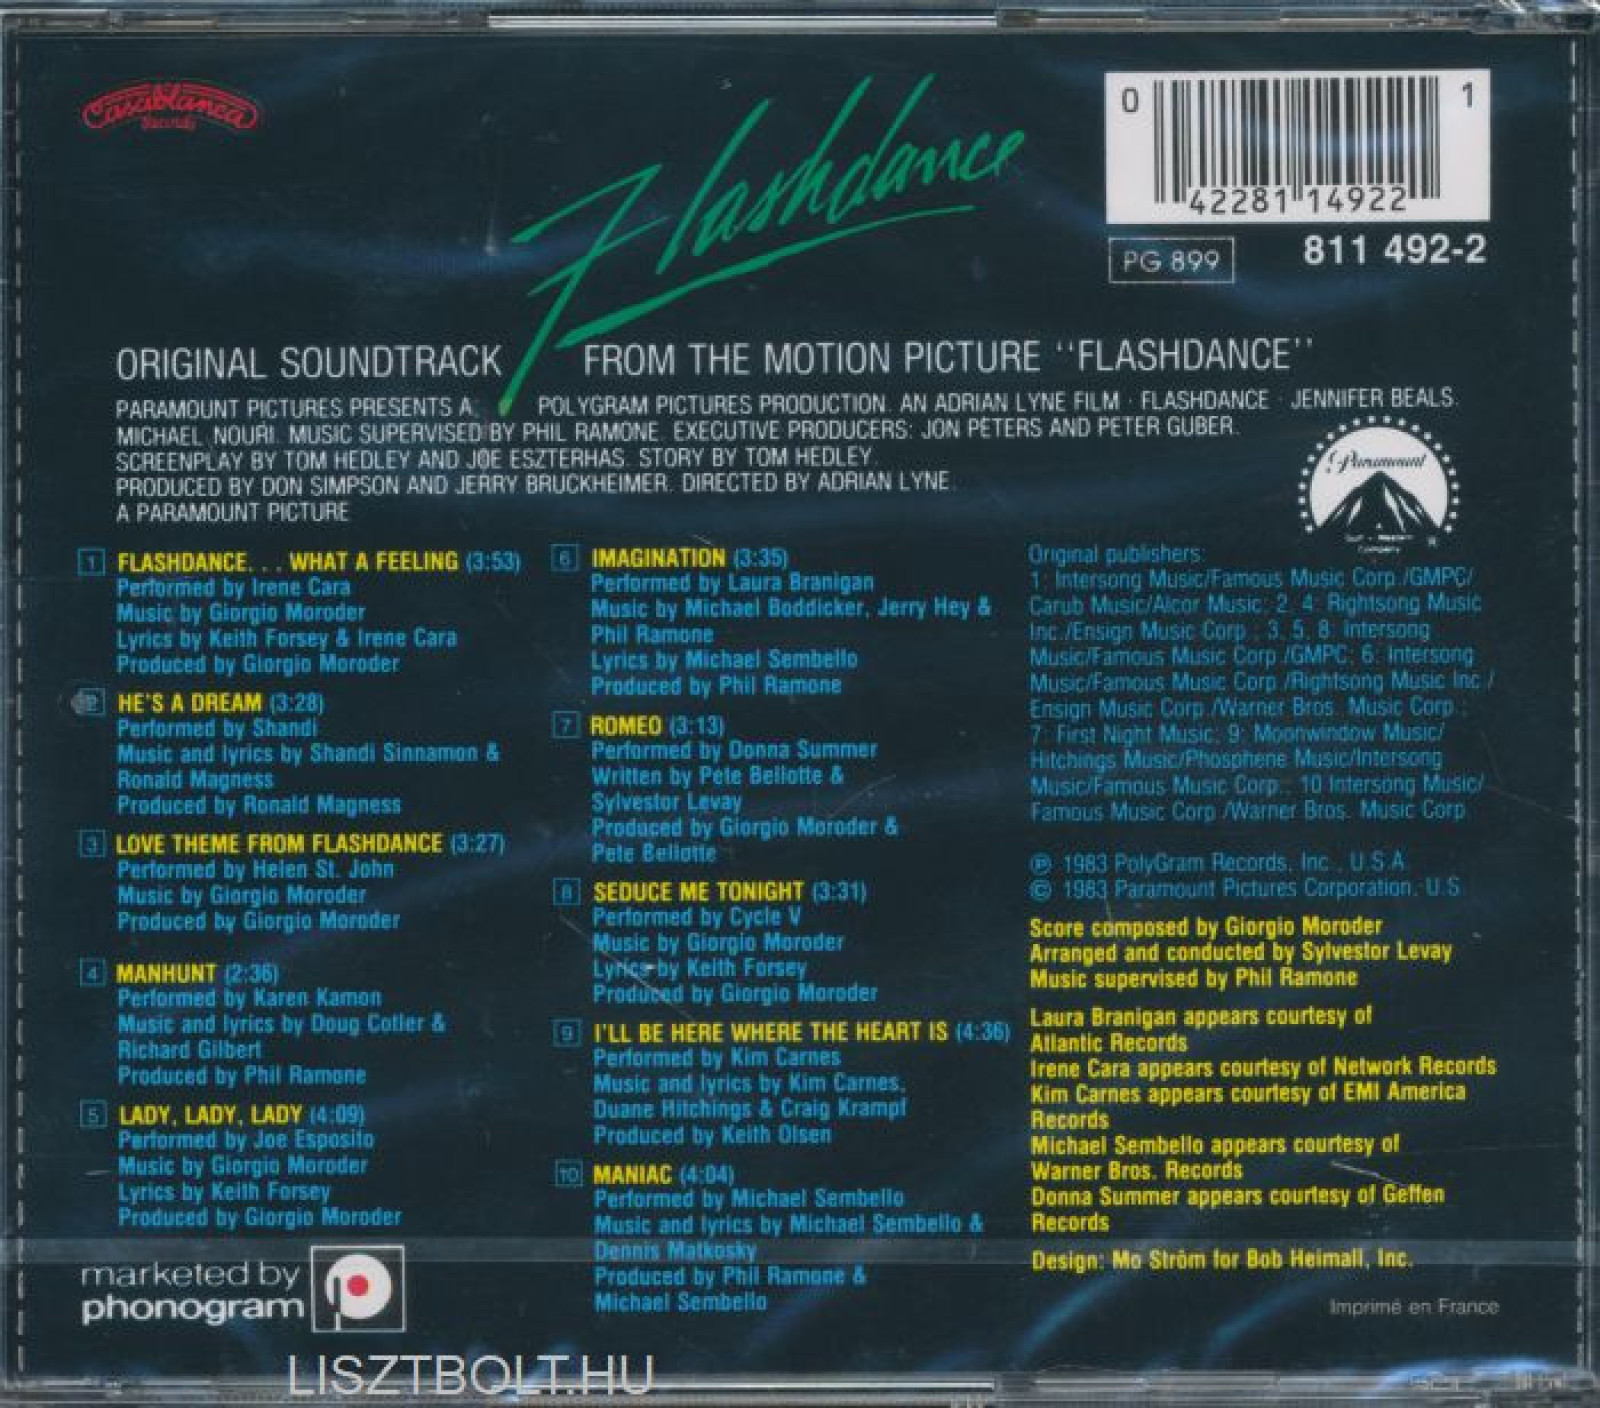 Casablanca
Records
Flashdance
0
1
42281 14922
PG 899
811 492-2
ORIGINAL SOUNDTRACK FROM THE MOTION PICTURE "FLASHDANCE"
PARAMOUNT PICTURES PRESENTS A POLYGRAM PICTURES PRODUCTION. AN ADRIAN LYNE FILM · FLASHDANCE · JENNIFER BEALS.
MICHAEL NOURI. MUSIC SUPERVISED BY PHIL RAMONE. EXECUTIVE PRODUCERS: JON PETERS AND PETER GUBER.
SCREENPLAY BY TOM HEDLEY AND JOE ESZTERHAS. STORY BY TOM HEDLEY.
PRODUCED BY DON SIMPSON AND JERRY BRUCKHEIMER. DIRECTED BY ADRIAN LYNE.
A PARAMOUNT PICTURE
Paramount
Gulf + Western
Company
1 FLASHDANCE. . . WHAT A FEELING (3:53)
Performed by Irene Cara
Music by Giorgio Moroder
Lyrics by Keith Forsey & Irene Cara
Produced by Giorgio Moroder
2 HE'S A DREAM (3:28)
Performed by Shandi
Music and lyrics by Shandi Sinnamon &
Ronald Magness
Produced by Ronald Magness
3 LOVE THEME FROM FLASHDANCE (3:27)
Performed by Helen St. John
Music by Giorgio Moroder
Produced by Giorgio Moroder
4 MANHUNT (2:36)
Performed by Karen Kamon
Music and lyrics by Doug Cotler &
Richard Gilbert
Produced by Phil Ramone
5 LADY, LADY, LADY (4:09)
Performed by Joe Esposito
Music by Giorgio Moroder
Lyrics by Keith Forsey
Produced by Giorgio Moroder
6 IMAGINATION (3:35)
Performed by Laura Branigan
Music by Michael Boddicker, Jerry Hey &
Phil Ramone
Lyrics by Michael Sembello
Produced by Phil Ramone
7 ROMEO (3:13)
Performed by Donna Summer
Written by Pete Bellotte &
Sylvestor Levay
Produced by Giorgio Moroder &
Pete Bellotte
8 SEDUCE ME TONIGHT (3:31)
Performed by Cycle V
Music by Giorgio Moroder
Lyrics by Keith Forsey
Produced by Giorgio Moroder
9 I'LL BE HERE WHERE THE HEART IS (4:36)
Performed by Kim Carnes
Music and lyrics by Kim Carnes,
Duane Hitchings & Craig Krampf
Produced by Keith Olsen
10 MANIAC (4:04)
Performed by Michael Sembello
Music and lyrics by Michael Sembello &
Dennis Matkosky
Produced by Phil Ramone &
Michael Sembello
Original publishers:
1: Intersong Music/Famous Music Corp./GMPC/
Carub Music/Alcor Music; 2, 4: Rightsong Music
Inc./Ensign Music Corp.; 3, 5, 8: Intersong
Music/Famous Music Corp./GMPC; 6: Intersong
Music/Famous Music Corp./Rightsong Music Inc./
Ensign Music Corp./Warner Bros. Music Corp.;
7: First Night Music; 9: Moonwindow Music/
Hitchings Music/Phosphene Music/Intersong
Music/Famous Music Corp.; 10 Intersong Music/
Famous Music Corp./Warner Bros. Music Corp.
℗ 1983 PolyGram Records, Inc., U.S.A.
© 1983 Paramount Pictures Corporation, U.S.
Score composed by Giorgio Moroder
Arranged and conducted by Sylvestor Levay
Music supervised by Phil Ramone
Laura Branigan appears courtesy of
Atlantic Records
Irene Cara appears courtesy of Network Records
Kim Carnes appears courtesy of EMI America
Records
Michael Sembello appears courtesy of
Warner Bros. Records
Donna Summer appears courtesy of Geffen
Records
Design: Mo Ström for Bob Heimall, Inc.
Imprimé en France
marketed by
phonogram
LISZTBOLT.HU